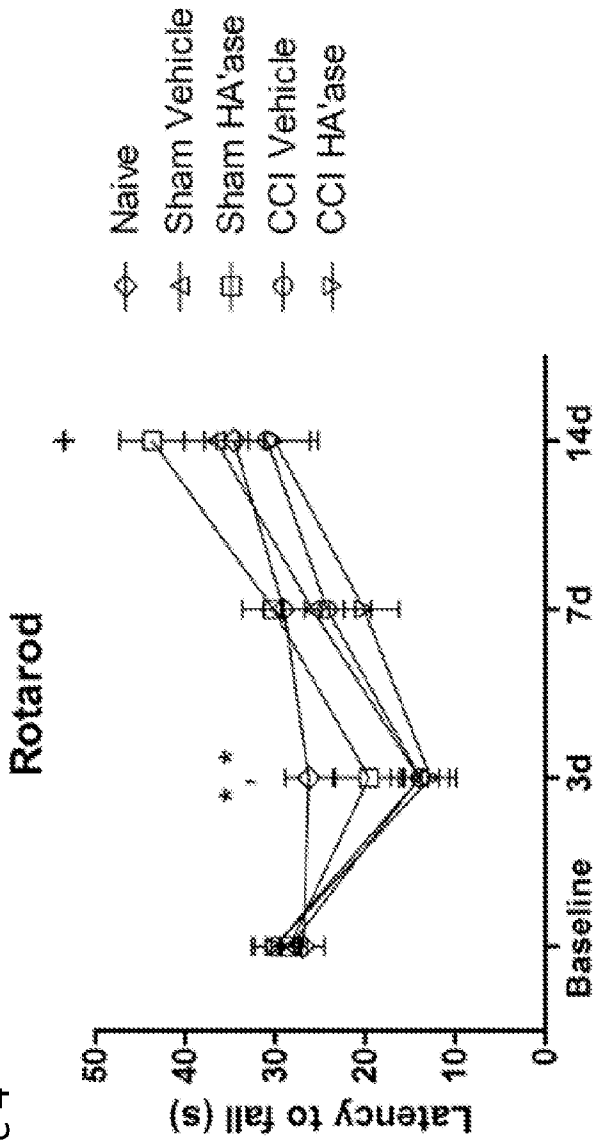 Rotarod
Latency to fall (s)
50
40
30
20
10
0
Baseline
3d
7d
14d
* , *
+
Naive
Sham Vehicle
Sham HA'ase
CCI Vehicle
CCI HA'ase